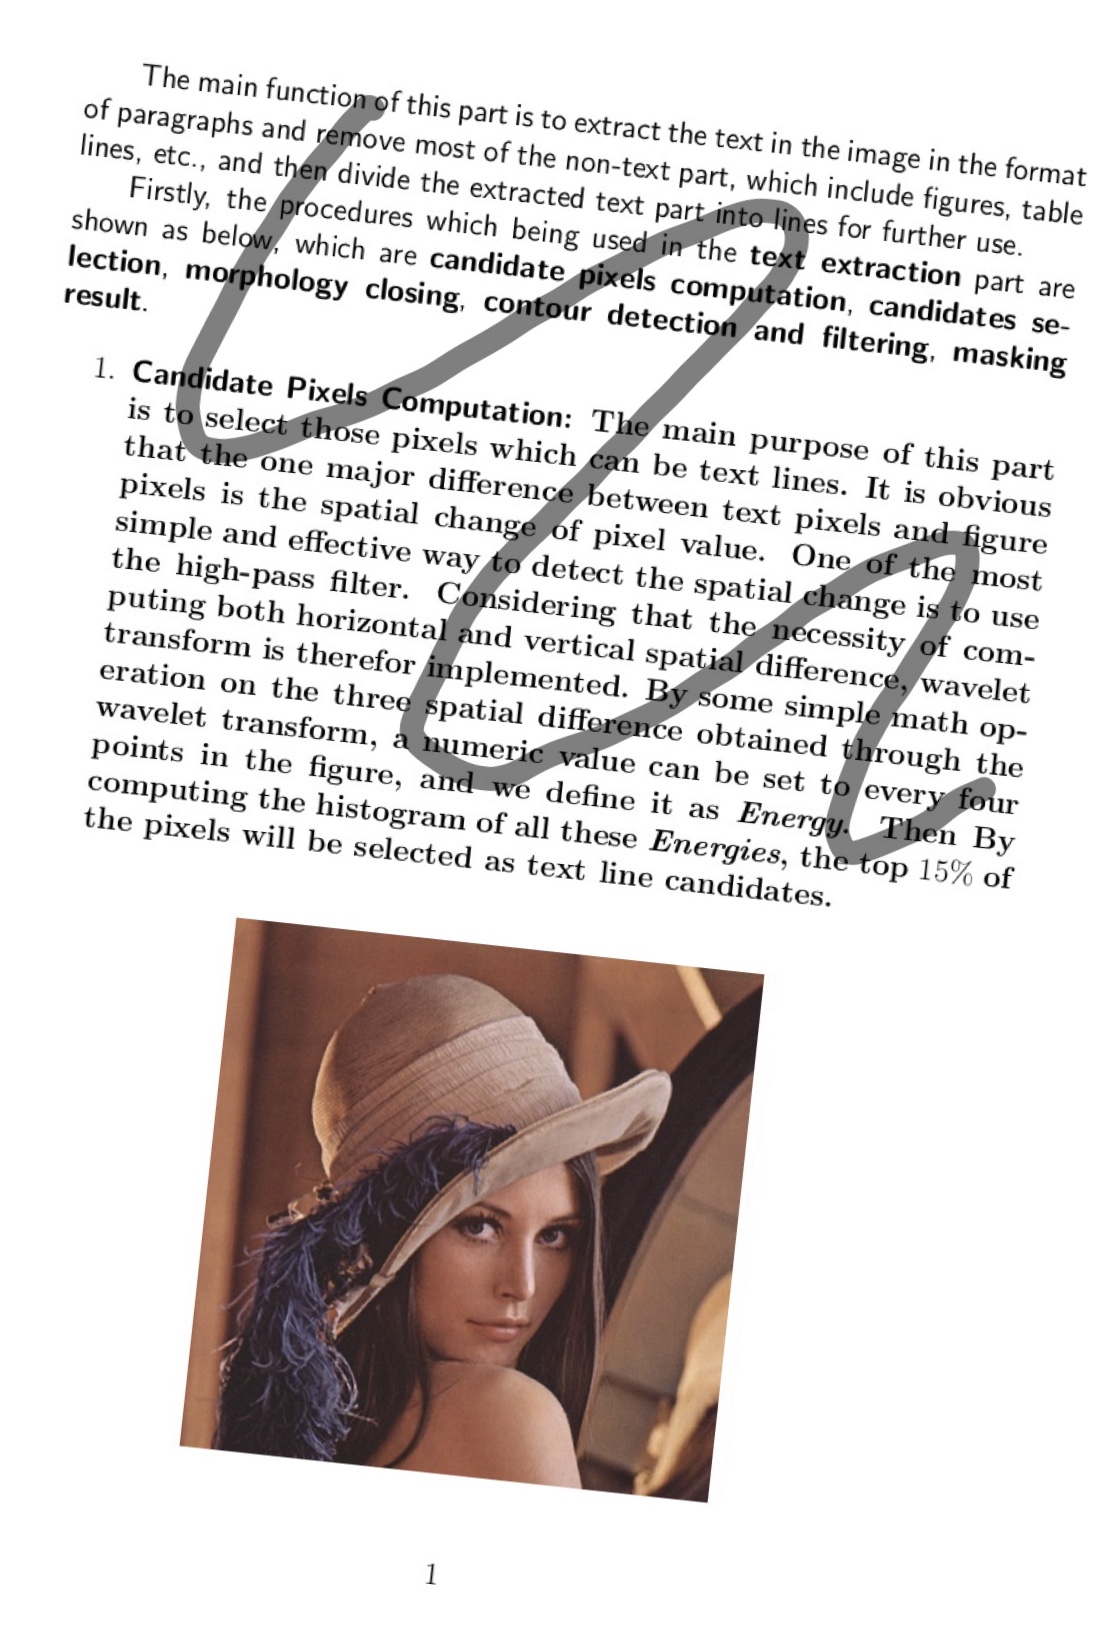 The main function of this part is to extract the text in the image in the format
of paragraphs and remove most of the non-text part, which include figures, table
lines, etc., and then divide the extracted text part into lines for further use.
Firstly, the procedures which being used in the text extraction part are
shown as below, which are candidate pixels computation, candidates se-
lection, morphology closing, contour detection and filtering, masking
result.
1. Candidate Pixels Computation: The main purpose of this part
is to select those pixels which can be text lines. It is obvious
that the one major difference between text pixels and figure
pixels is the spatial change of pixel value. One of the most
simple and effective way to detect the spatial change is to use
the high-pass filter. Considering that the necessity of com-
puting both horizontal and vertical spatial difference, wavelet
transform is therefor implemented. By some simple math op-
eration on the three spatial difference obtained through the
wavelet transform, a numeric value can be set to every four
points in the figure, and we define it as Energy. Then By
computing the histogram of all these Energies, the top 15% of
the pixels will be selected as text line candidates.
1